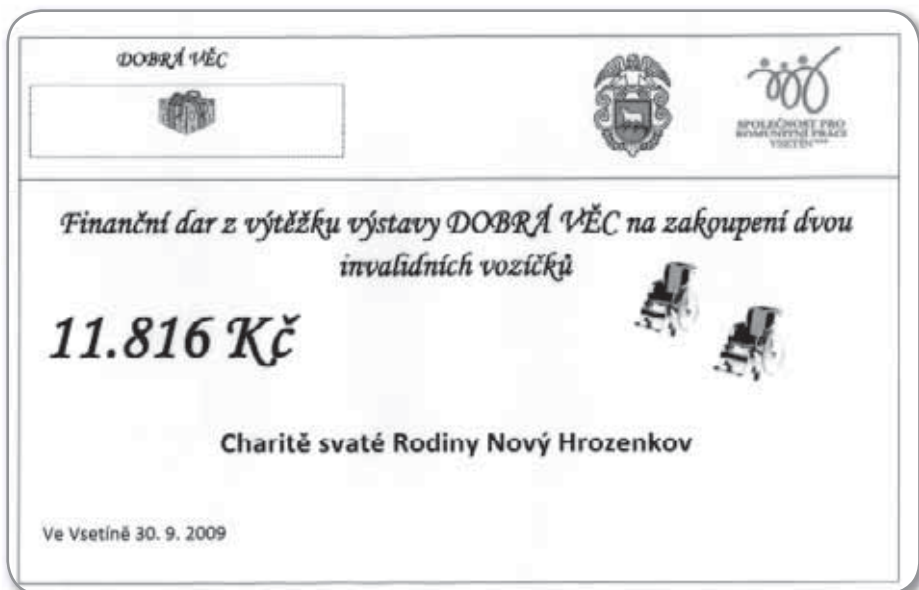 DOBRÁ VĚC
SPOLEČNOST PRO
KOMUNITNÍ PRÁCI
VSETÍN
Finanční dar z výtěžku výstavy DOBRÁ VĚC na zakoupení dvou
invalidních vozíčků
11.816 Kč
Charitě svaté Rodiny Nový Hrozenkov
Ve Vsetíně 30. 9. 2009